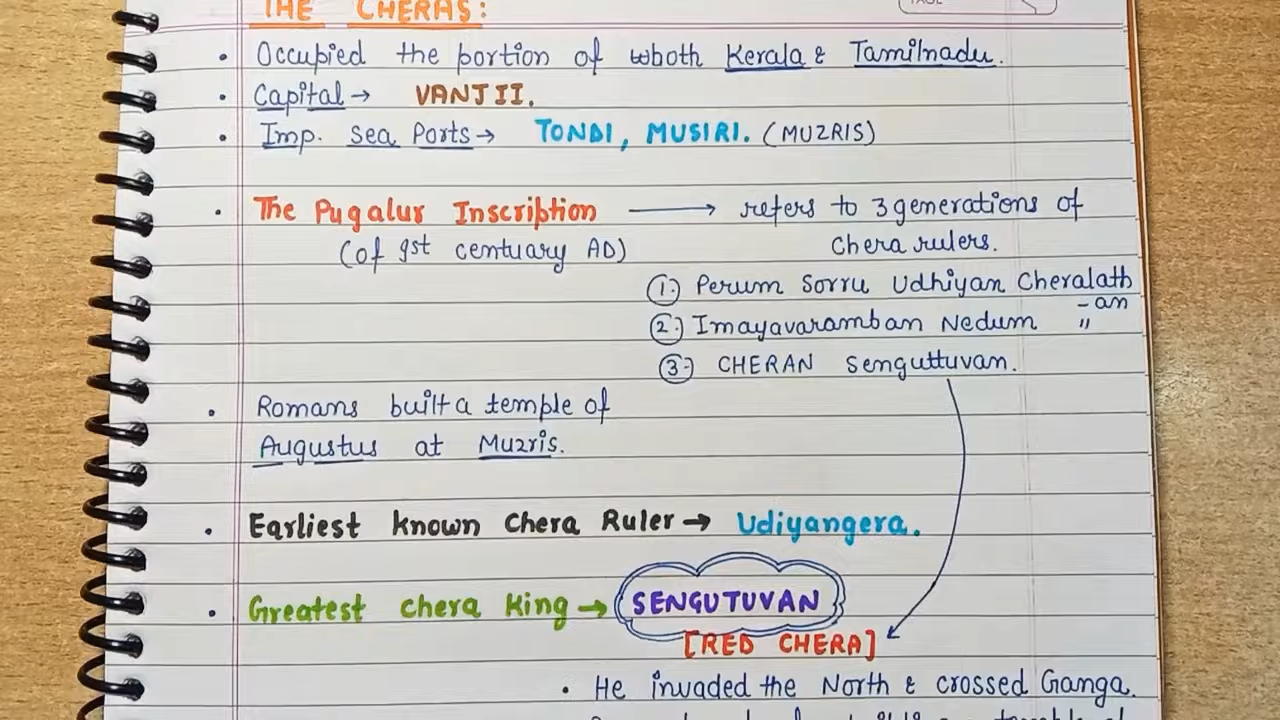 THE CHERAS:
PAGE
• Occupied the portion of both Kerala & Tamilnadu.
• Capital → VANJII.
• Imp. Sea Ports → TONDI, MUSIRI. (MUZRIS)
• The Pugalur Inscription → refers to 3 generations of
(of 1st centuary AD) Chera rulers.
① Perum Sorru Udhiyan Cheralath
-an
② Imayavaramban Nedum "
③ CHERAN Senguttuvan.
• Romans built a temple of
Augustus at Muzris.
• Earliest known Chera Ruler → Udiyangera.
• Greatest chera King → SENGUTUVAN
[RED CHERA]
• He invaded the North & crossed Ganga.